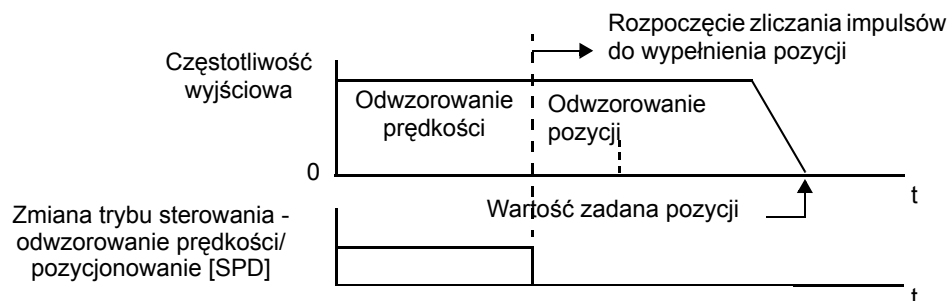 Rozpoczęcie zliczania impulsów
do wypełnienia pozycji
Częstotliwość
wyjściowa
Odwzorowanie
prędkości
Odwzorowanie
pozycji
0
t
Wartość zadana pozycji
Zmiana trybu sterowania -
odwzorowanie prędkości/
pozycjonowanie [SPD]
t